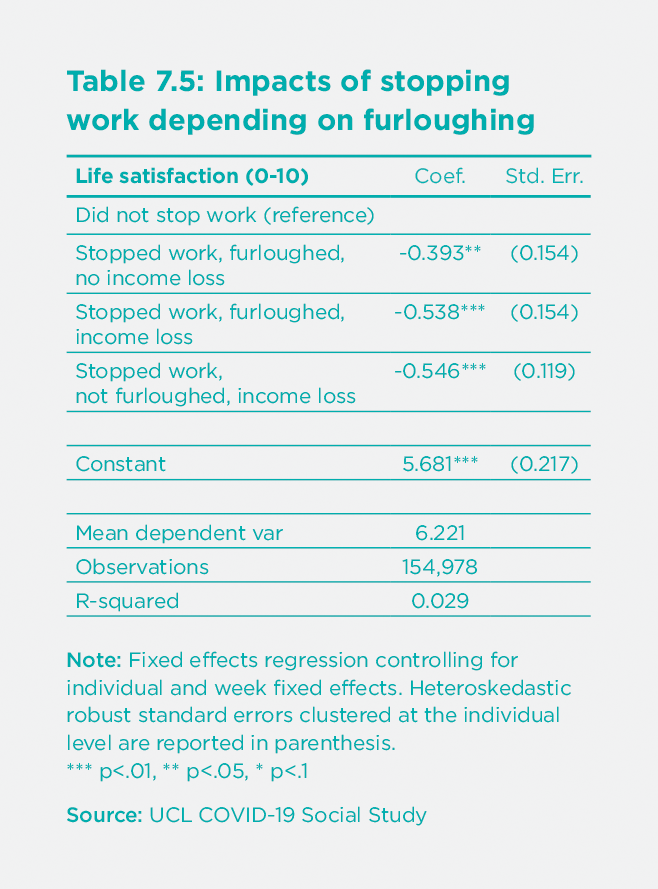 Table 7.5: Impacts of stopping
work depending on furloughing
Life satisfaction (0-10) Coef. Std. Err.
Did not stop work (reference)
Stopped work, furloughed, -0.393** (0.154)
no income loss
Stopped work, furloughed, -0.538*** (0.154)
income loss
Stopped work, -0.546*** (0.119)
not furloughed, income loss
Constant 5.681*** (0.217)
Mean dependent var 6.221
Observations 154,978
R-squared 0.029
Note: Fixed effects regression controlling for
individual and week fixed effects. Heteroskedastic
robust standard errors clustered at the individual
level are reported in parenthesis.
*** p<.01, ** p<.05, * p<.1
Source: UCL COVID-19 Social Study